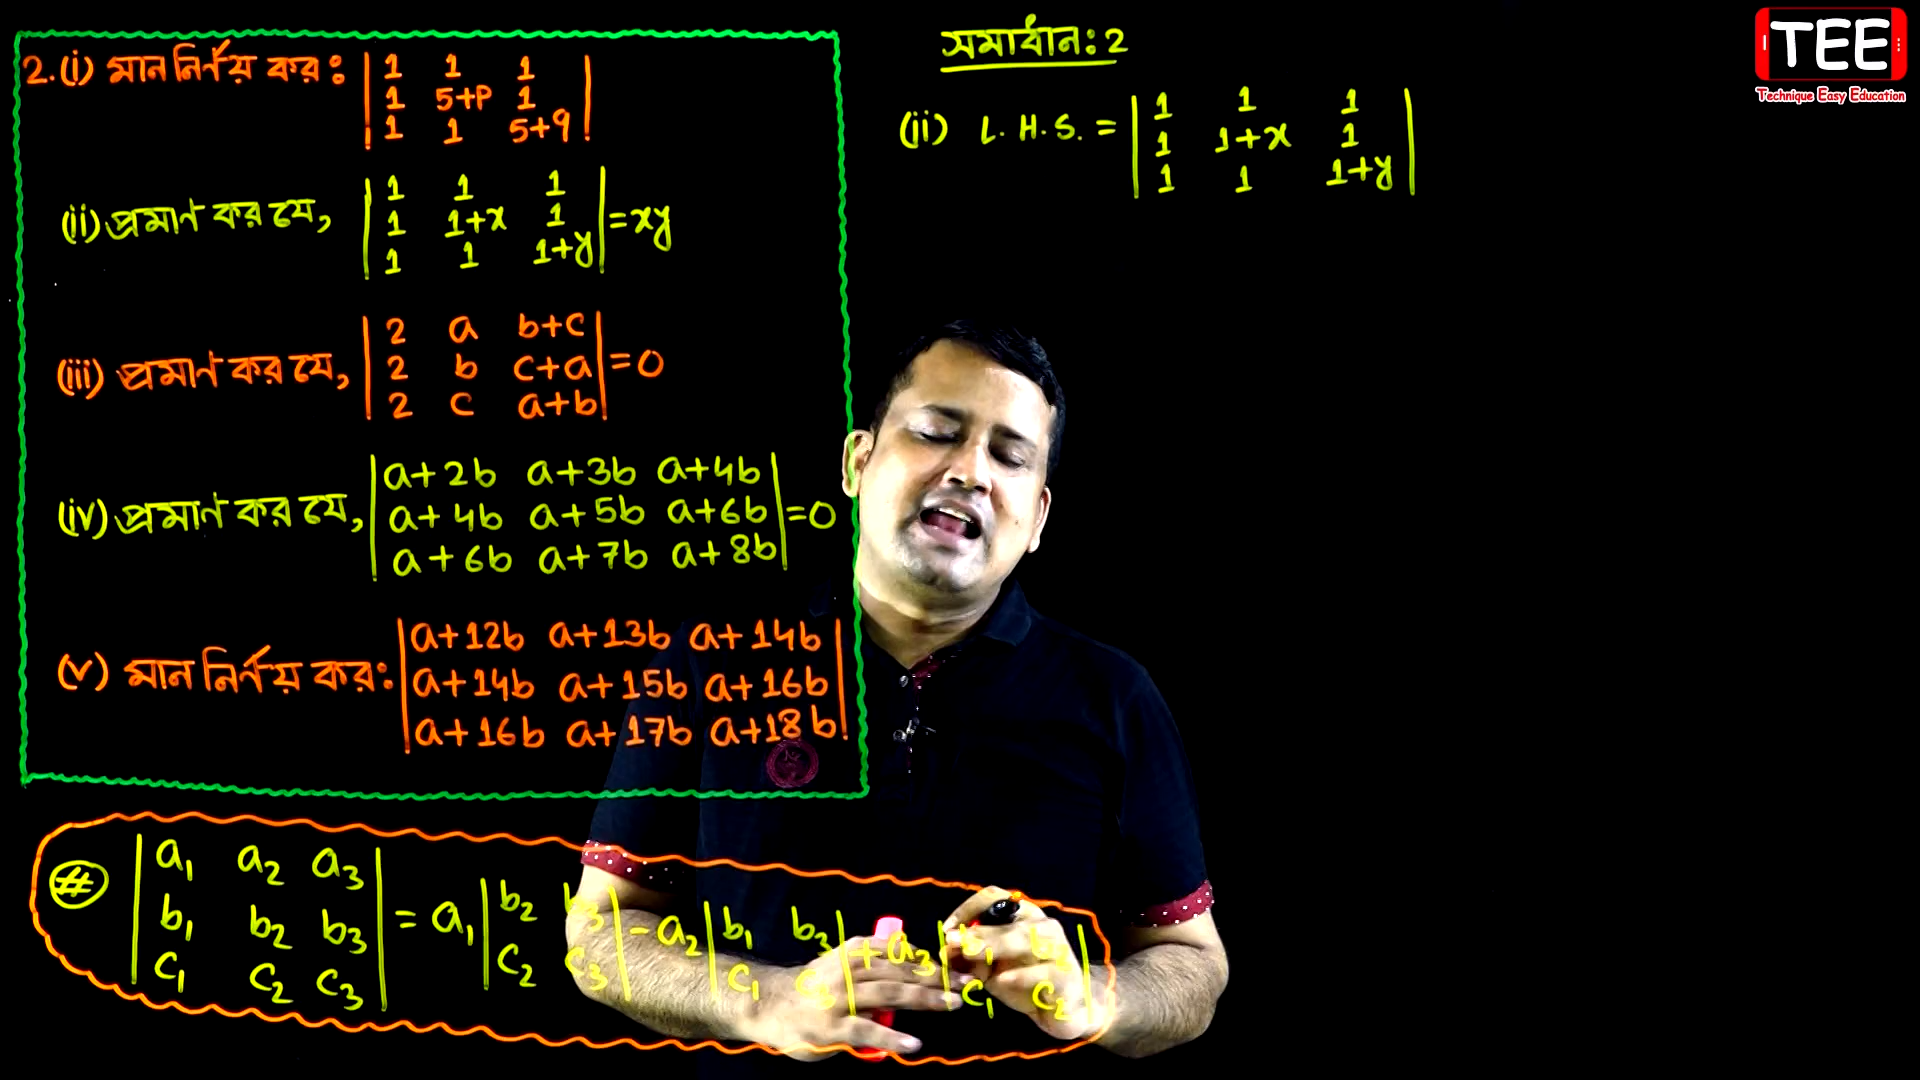 2.(i) মান নির্ণয় কর:
1 1 1
1 5+p 1
1 1 5+q
(ii) প্রমাণ কর যে,
1 1 1
1 1+x 1 =xy
1 1 1+y
(iii) প্রমাণ কর যে,
2 a b+c
2 b c+a =0
2 c a+b
(iv) প্রমাণ কর যে,
a+2b a+3b a+4b
a+4b a+5b a+6b =0
a+6b a+7b a+8b
(v) মান নির্ণয় কর:
a+12b a+13b a+14b
a+14b a+15b a+16b
a+16b a+17b a+18b
#
a₁ a₂ a₃
b₁ b₂ b₃
c₁ c₂ c₃
= a₁ |b₂ b₃| - a₂ |b₁ b₃| + a₃ |b₁ b₂|
c₂ c₃ c₁ c₃ c₁ c₂
সমাধান: 2
(ii) L.H.S. =
1 1 1
1 1+x 1
1 1 1+y
TEE
Technique Easy Education